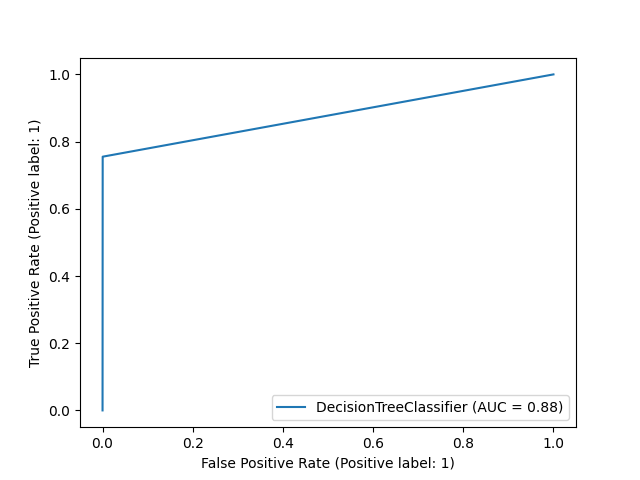 1.0
0.8
0.6
0.4
0.2
0.0
True Positive Rate (Positive label: 1)
DecisionTreeClassifier (AUC = 0.88)
0.0 0.2 0.4 0.6 0.8 1.0
False Positive Rate (Positive label: 1)